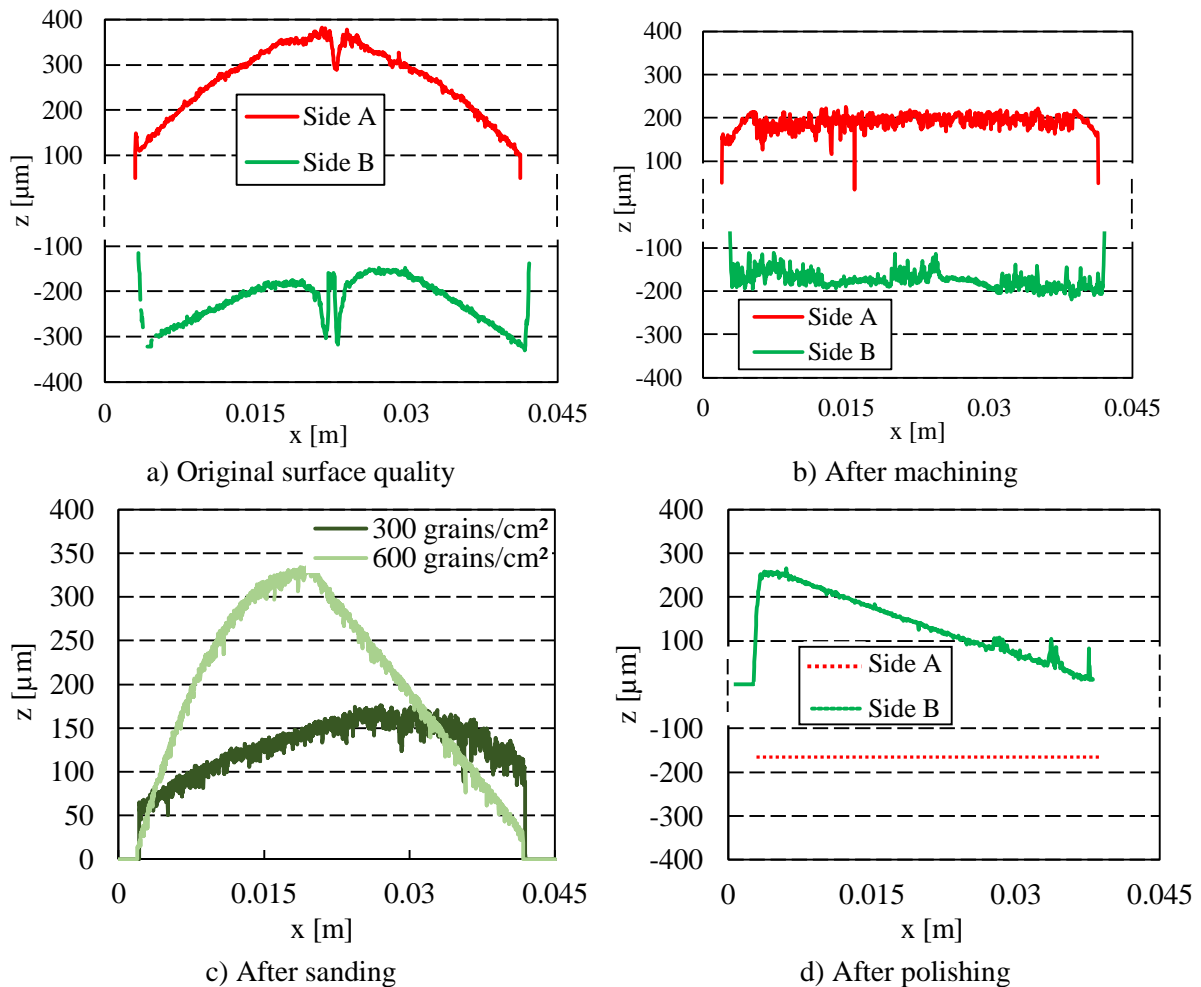 400
300
200
100
-100
-200
-300
-400
z [µm]
Side A
Side B
0
0.015
0.03
0.045
x [m]
a) Original surface quality
400
300
200
100
-100
-200
-300
-400
z [µm]
Side A
Side B
0
0.015
0.03
0.045
x [m]
b) After machining
400
350
300
250
200
150
100
50
0
z [µm]
300 grains/cm²
600 grains/cm²
0
0.015
0.03
0.045
x [m]
c) After sanding
400
300
200
100
-100
-200
-300
-400
z [µm]
Side A
Side B
0
0.015
0.03
0.045
x [m]
d) After polishing